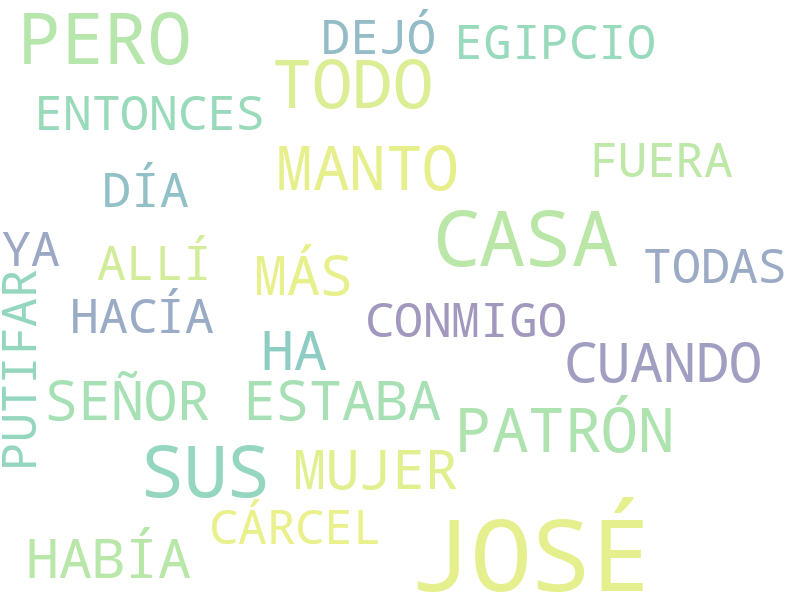 PERO
DEJÓ
EGIPCIO
TODO
ENTONCES
MANTO
FUERA
DÍA
CASA
YA
ALLÍ
MÁS
TODAS
PUTIFAR
HACÍA
CONMIGO
HA
CUANDO
SEÑOR
ESTABA
PATRÓN
SUS
MUJER
CÁRCEL
HABÍA
JOSÉ